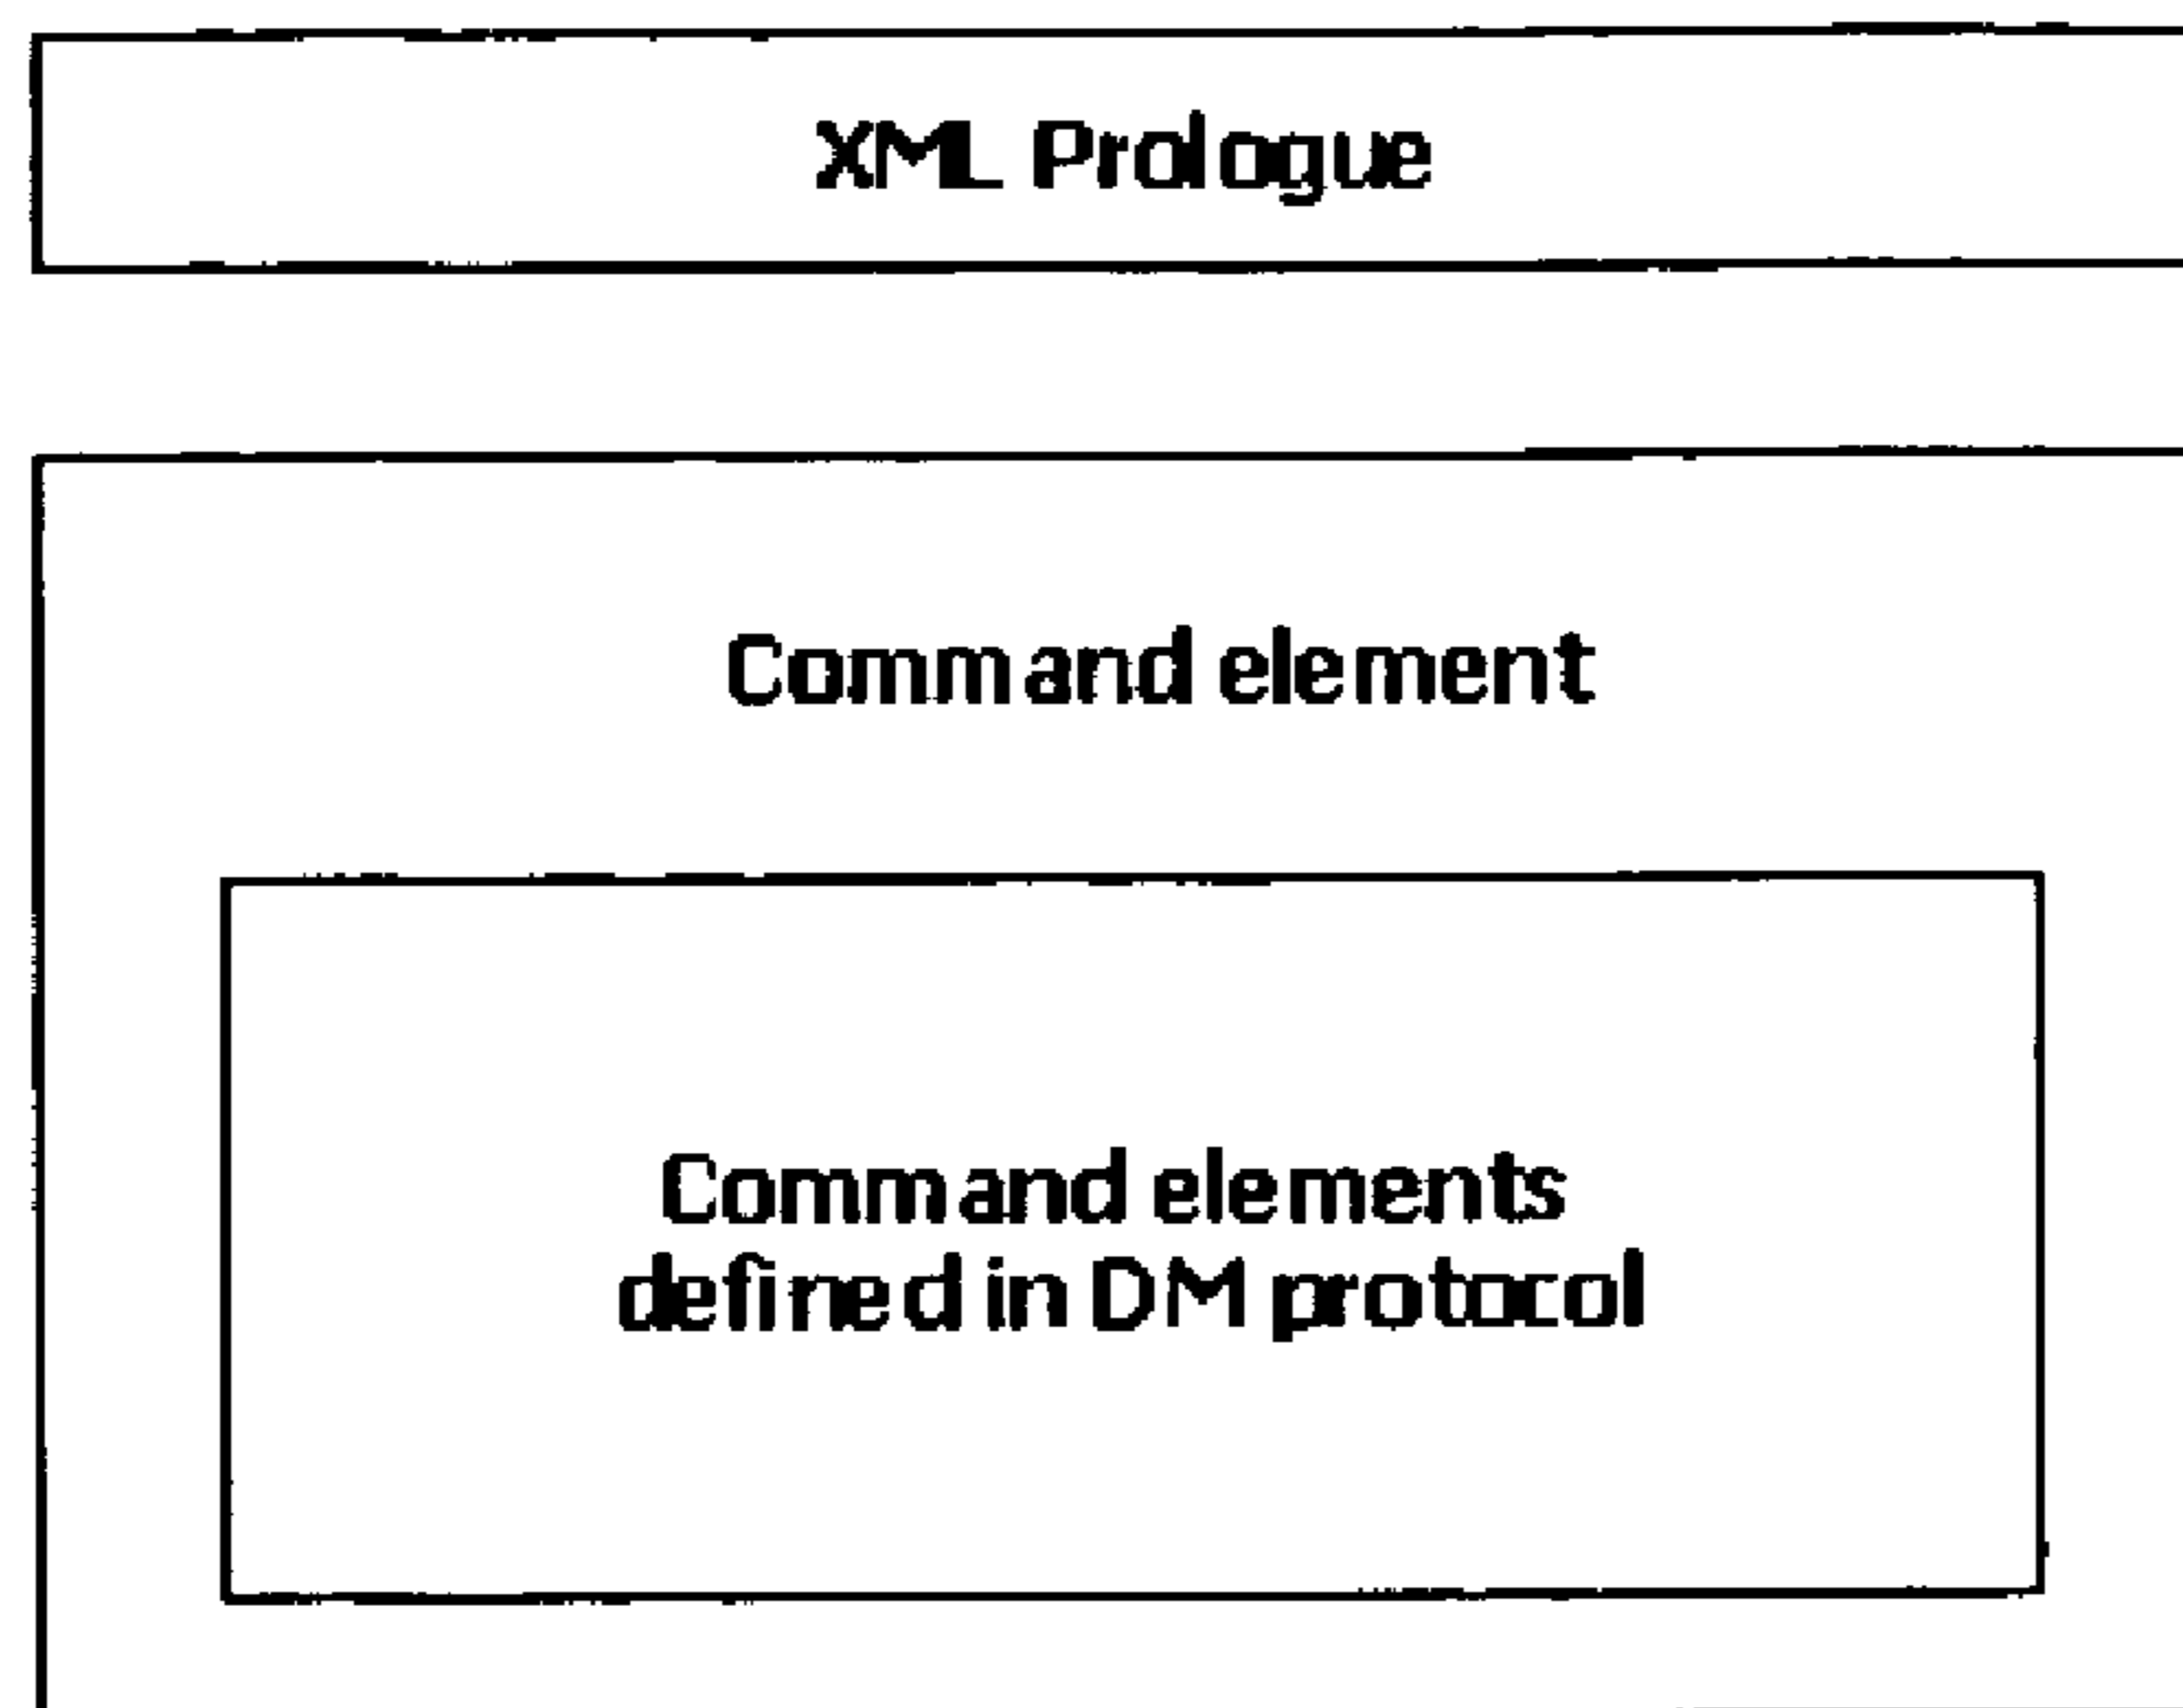 XML Prologue
Command element
Command elements
defined in DM protocol